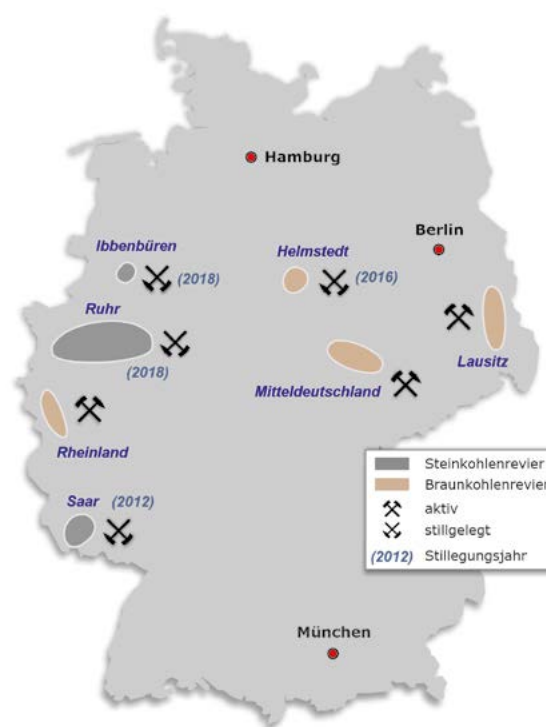 Hamburg
Berlin
Ibbenbüren
(2018)
Helmstedt
(2016)
Ruhr
(2018)
Lausitz
Mitteldeutschland
Rheinland
Saar (2012)
Steinkohlenrevier
Braunkohlenrevier
aktiv
stillgelegt
(2012) Stillegungsjahr
München